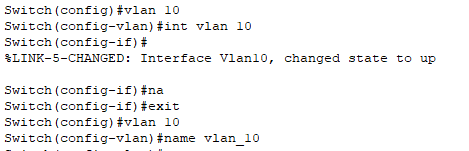 Switch(config)#vlan 10
Switch(config-vlan)#int vlan 10
Switch(config-if)#
%LINK-5-CHANGED: Interface Vlan10, changed state to up
Switch(config-if)#na
Switch(config-if)#exit
Switch(config)#vlan 10
Switch(config-vlan)#name vlan_10